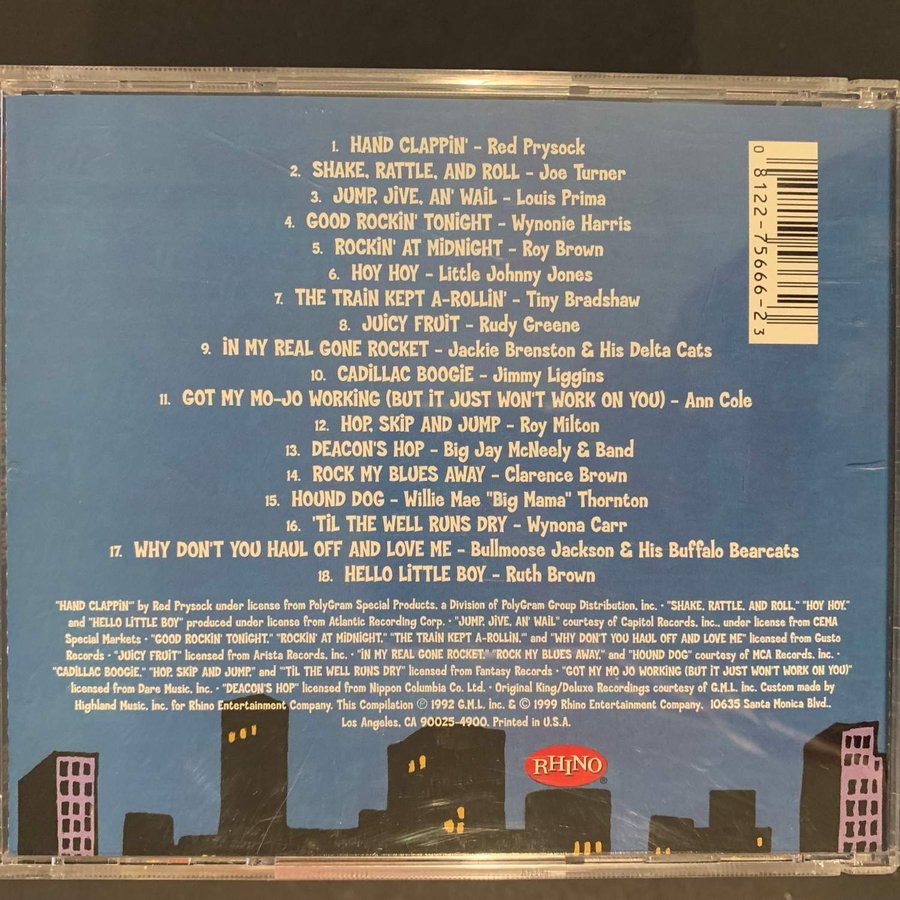 1. HAND CLAPPIN' – Red Prysock
2. SHAKE, RATTLE, AND ROLL – Joe Turner
3. JUMP, JiVE, AN' WAiL – Louis Prima
4. GOOD ROCKiN' TONiGHT – Wynonie Harris
5. ROCKiN' AT MiDNiGHT – Roy Brown
6. HOY HOY – Little Johnny Jones
7. THE TRAiN KEPT A-ROLLiN' – Tiny Bradshaw
8. JUiCY FRUiT – Rudy Greene
9. iN MY REAL GONE ROCKET – Jackie Brenston & His Delta Cats
10. CADiLLAC BOOGiE – Jimmy Liggins
11. GOT MY MO-JO WORKiNG (BUT iT JUST WON'T WORK ON YOU) – Ann Cole
12. HOP, SKiP AND JUMP – Roy Milton
13. DEACON'S HOP – Big Jay McNeely & Band
14. ROCK MY BLUES AWAY – Clarence Brown
15. HOUND DOG – Willie Mae "Big Mama" Thornton
16. 'TiL THE WELL RUNS DRY – Wynona Carr
17. WHY DON'T YOU HAUL OFF AND LOVE ME – Bullmoose Jackson & His Buffalo Bearcats
18. HELLO LiTTLE BOY – Ruth Brown
"HAND CLAPPiN'" by Red Prysock under license from PolyGram Special Products, a Division of PolyGram Group Distribution, inc. • "SHAKE, RATTLE, AND ROLL," "HOY HOY,"
and "HELLO LiTTLE BOY" produced under license from Atlantic Recording Corp. • "JUMP, JiVE, AN' WAiL" courtesy of Capitol Records, inc., under license from CEMA
Special Markets • "GOOD ROCKiN' TONiGHT," "ROCKiN' AT MiDNiGHT," "THE TRAiN KEPT A-ROLLiN," and "WHY DON'T YOU HAUL OFF AND LOVE ME" licensed from Gusto
Records • "JUiCY FRUiT" licensed from Arista Records, inc. • "iN MY REAL GONE ROCKET," "ROCK MY BLUES AWAY," and "HOUND DOG" courtesy of MCA Records, inc. •
"CADiLLAC BOOGiE," "HOP, SKiP AND JUMP," and "TiL THE WELL RUNS DRY" licensed from Fantasy Records • "GOT MY MO JO WORKiNG (BUT iT JUST WON'T WORK ON YOU)"
licensed from Dare Music, inc. • "DEACON'S HOP" licensed from Nippon Columbia Co. Ltd. • Original King/Deluxe Recordings courtesy of G.M.L. inc. Custom made by
Highland Music, inc. for Rhino Entertainment Company. This Compilation ℗ 1992 G.M.L. inc. & © 1999 Rhino Entertainment Company, 10635 Santa Monica Blvd.,
Los Angeles, CA 90025-4900. Printed in U.S.A.
0 8122-75666-2 3
RHINO ®